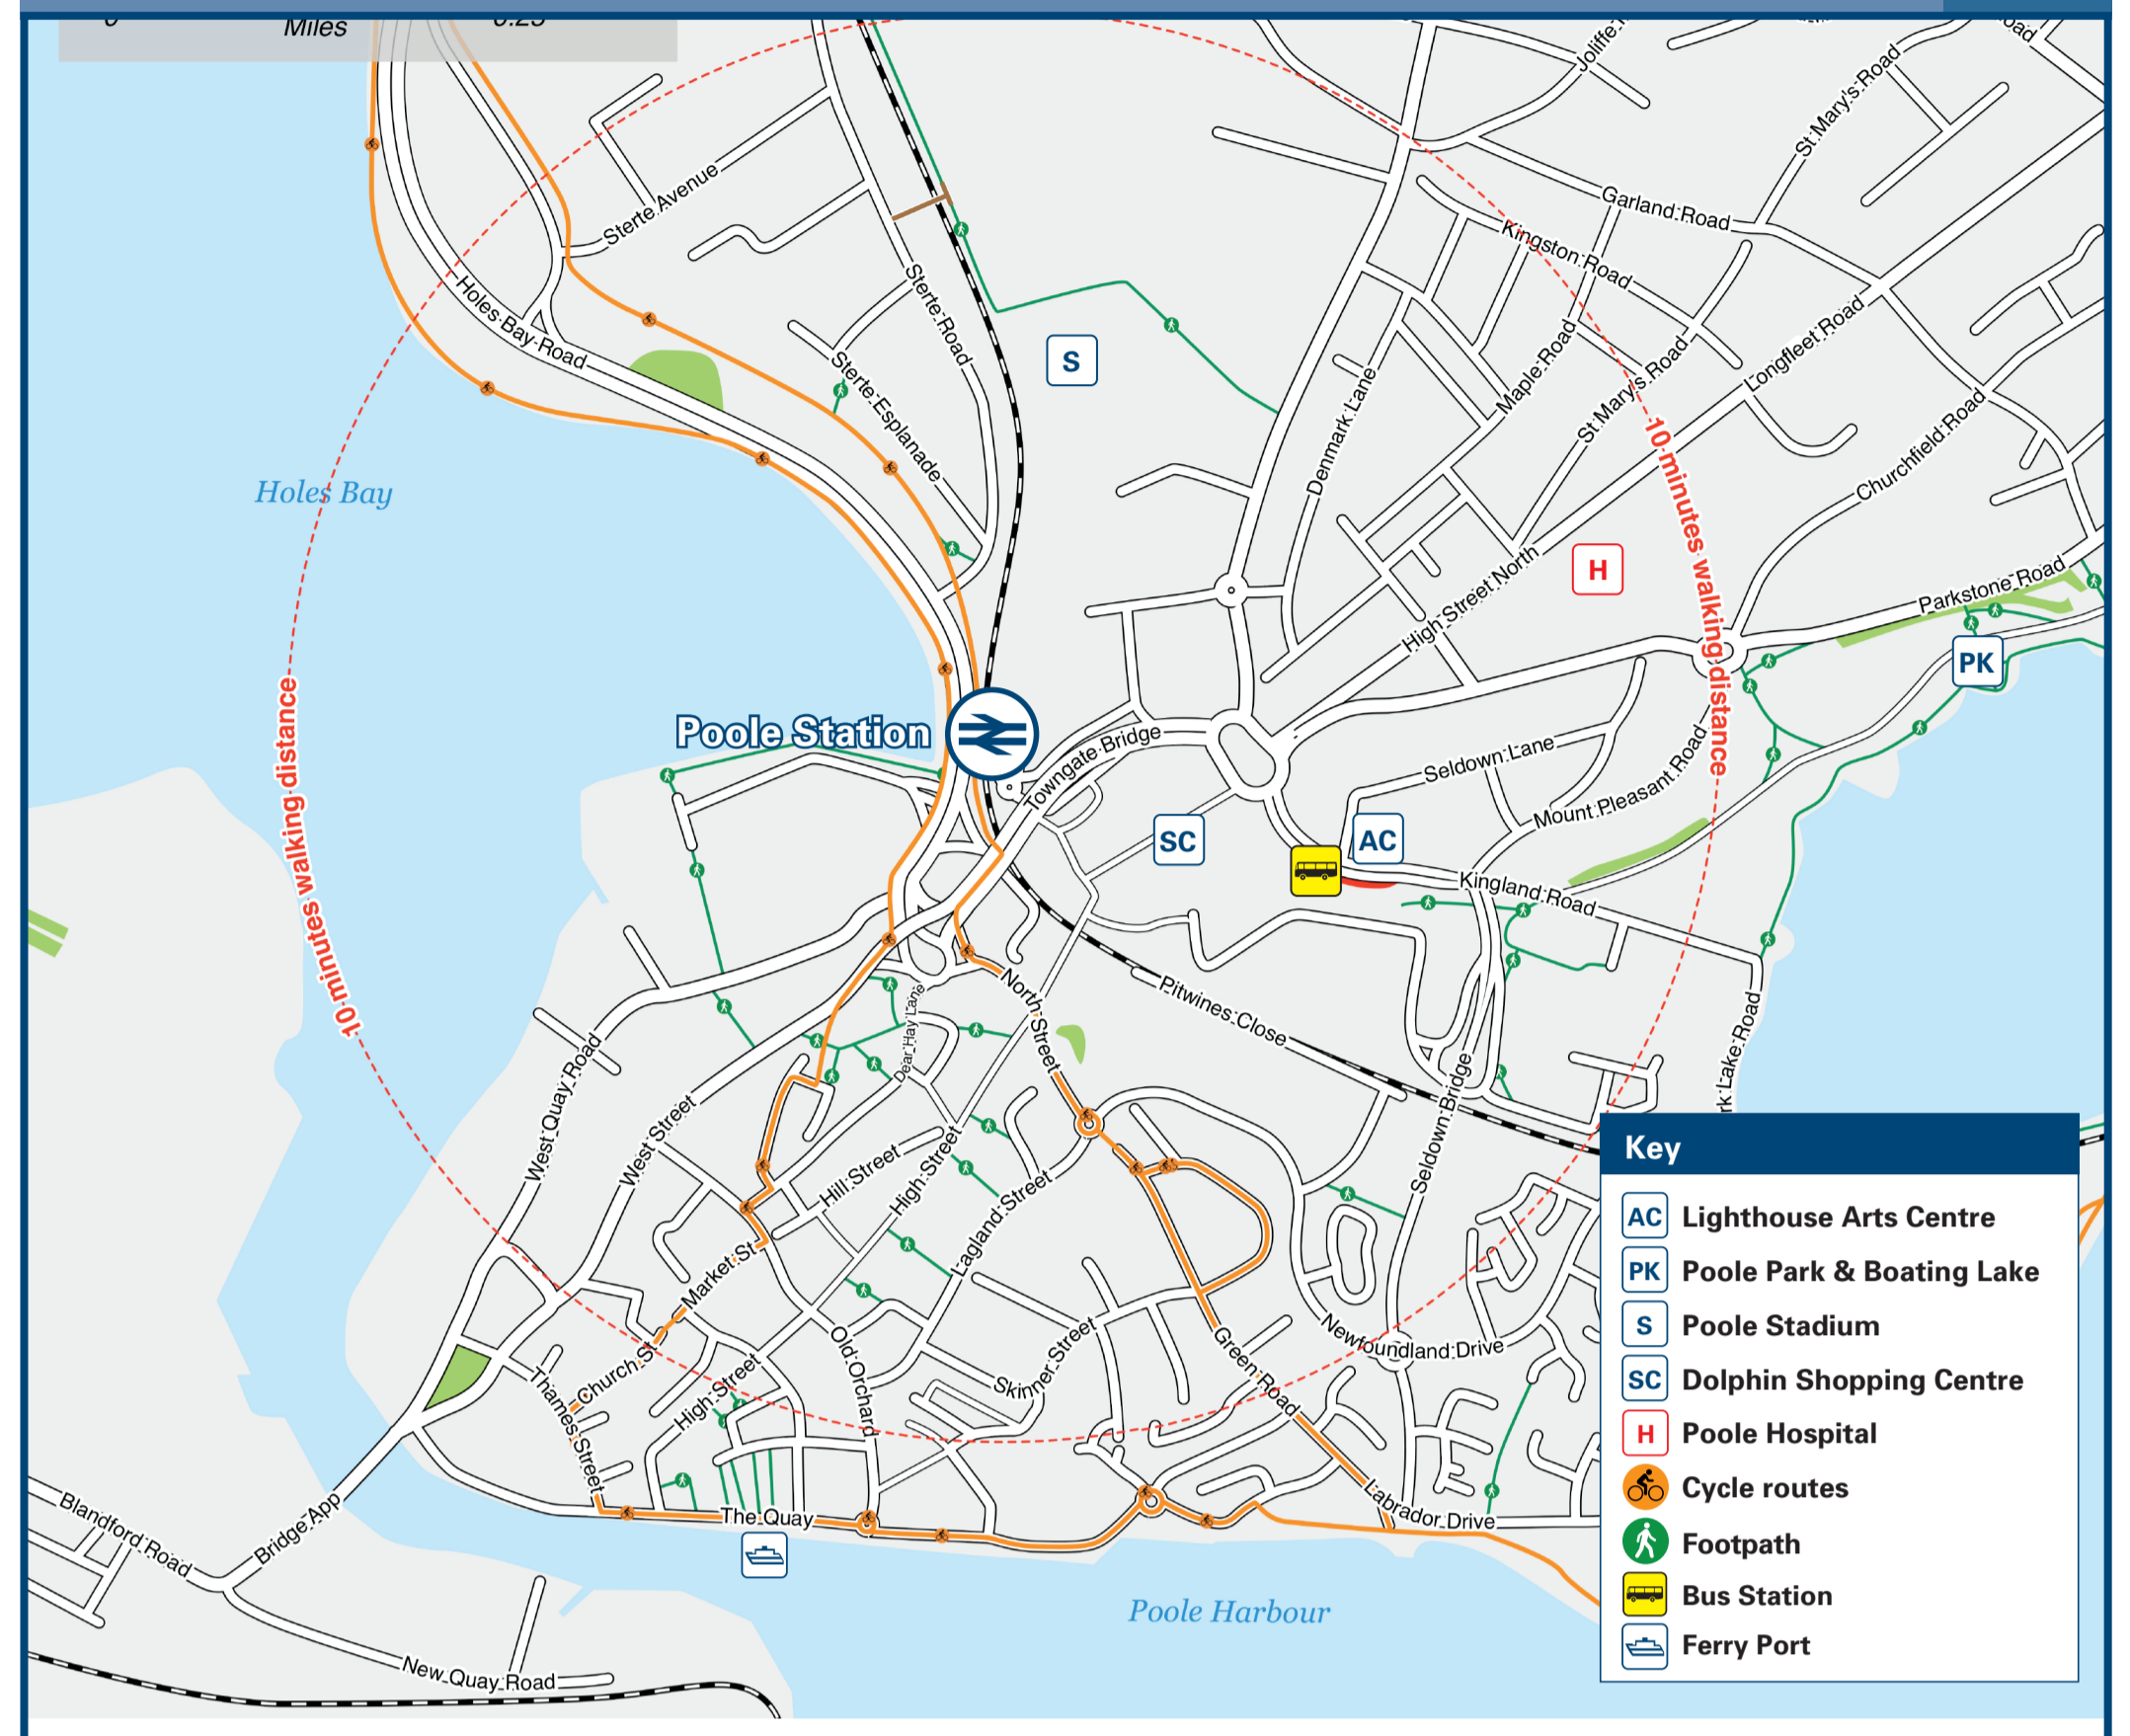 Miles
0.25
Joliffe
St Mary's Road
Sterte Avenue
Garland Road
Kingston Road
Holes Bay Road
Sterte Road
S
Longfleet Road
Maple Road
St Mary's Road
Sterte Esplanade
Denmark Lane
Churchfield Road
10 minutes walking distance
Holes Bay
High Street North
H
Parkstone Road
PK
Poole Station
Towngate Bridge
Seldown Lane
Mount Pleasant Road
10 minutes walking distance
SC
AC
Kingland Road
North Street
Pitwines Close
Dear Hay Lane
West Quay Road
West Street
Seldown Bridge
rk Lake Road
Hill Street
High Street
Lagland Street
Market St
Old Orchard
Skinner Street
Green Road
Newfoundland Drive
Church St
High Street
Thames Street
Labrador Drive
The Quay
Blandford Road
Bridge App
New Quay Road
Poole Harbour
Key
AC Lighthouse Arts Centre
PK Poole Park & Boating Lake
S Poole Stadium
SC Dolphin Shopping Centre
H Poole Hospital
Cycle routes
Footpath
Bus Station
Ferry Port